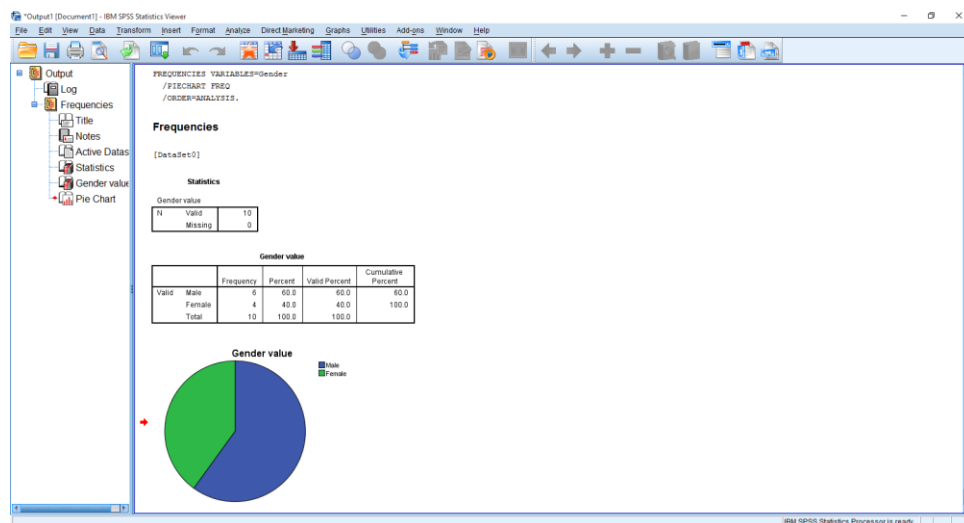 *Output1 [Document1] - IBM SPSS Statistics Viewer
File Edit View Data Transform Insert Format Analyze Direct Marketing Graphs Utilities Add-ons Window Help
Output
Log
Frequencies
Title
Notes
Active Datas
Statistics
Gender value
Pie Chart
FREQUENCIES VARIABLES=Gender
/PIECHART FREQ
/ORDER=ANALYSIS.
Frequencies
[DataSet0]
Statistics
Gender value
N Valid 10
Missing 0
Gender value
Frequency Percent Valid Percent Cumulative Percent
Valid Male 6 60.0 60.0 60.0
Female 4 40.0 40.0 100.0
Total 10 100.0 100.0
Gender value
Male
Female
IBM SPSS Statistics Processor is ready